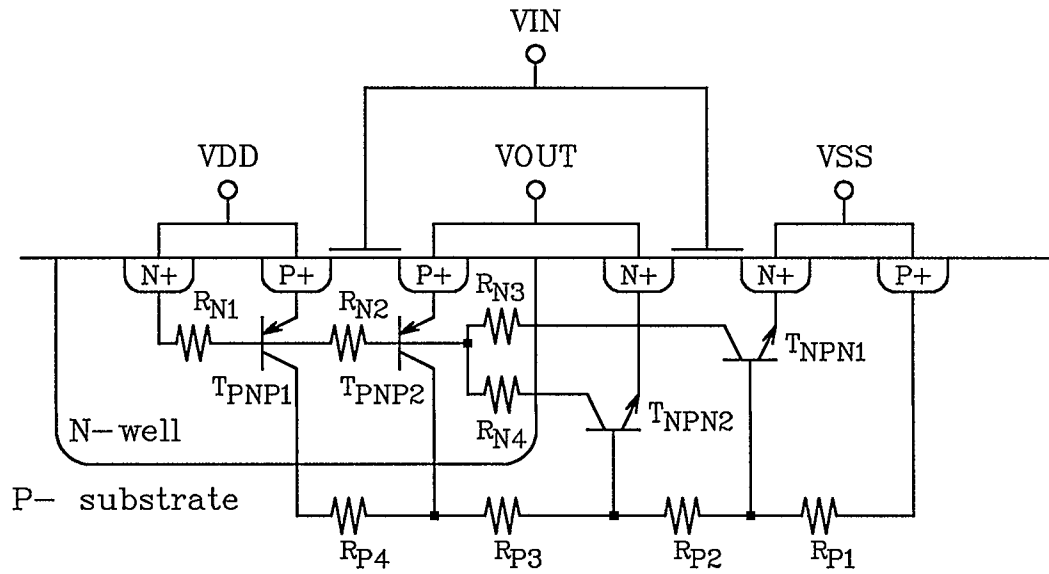 VIN
VDD
VOUT
VSS
N+
P+
P+
N+
N+
P+
RN1
RN2
RN3
TPNP1
TPNP2
RN4
TNPN2
TNPN1
N-well
P- substrate
RP4
RP3
RP2
RP1